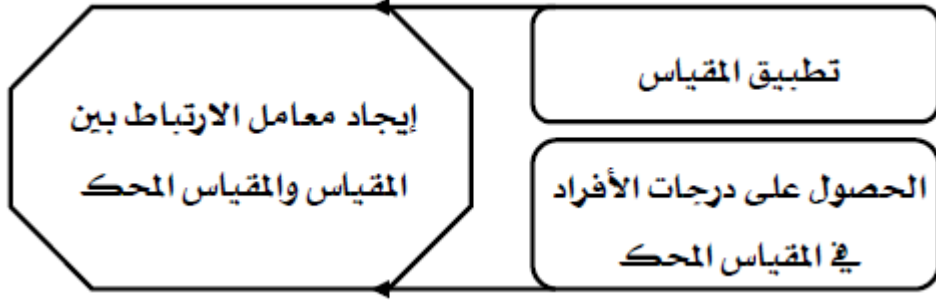 تطبيق المقياس
الحصول على درجات الأفراد
في المقياس المحك
إيجاد معامل الارتباط بين
المقياس والمقياس المحك